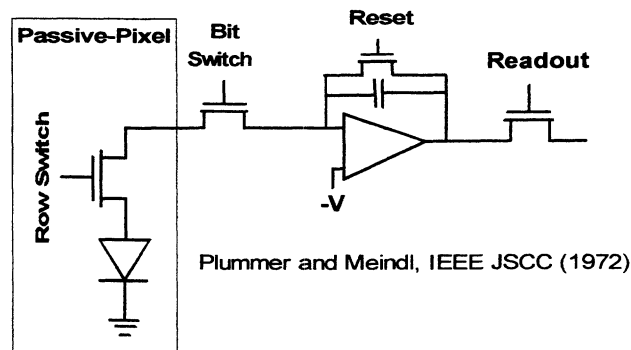 Passive-Pixel
Bit
Switch
Reset
Readout
Row Switch
-V
Plummer and Meindl, IEEE JSCC (1972)